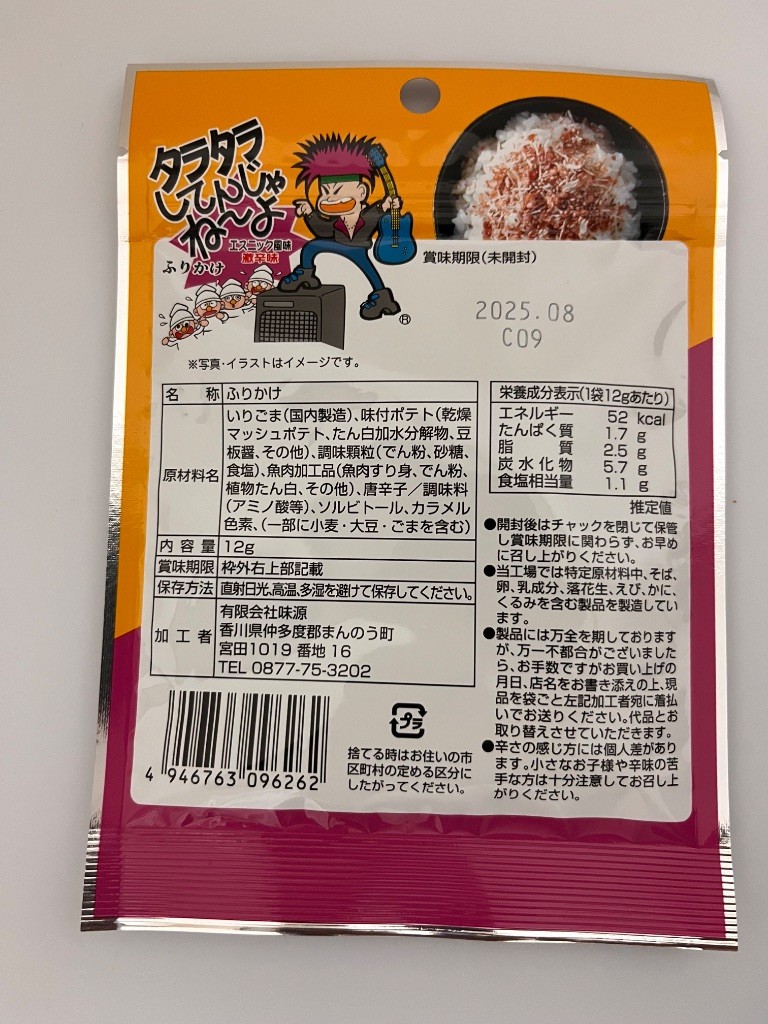 タラタラ
してんじゃ
ね〜よ
エスニック風味
激辛味
ふりかけ
®
賞味期限(未開封)
2025.08
C09
※写真・イラストはイメージです。
名 称 ふりかけ
原材料名
いりごま(国内製造)、味付ポテト(乾燥
マッシュポテト、たん白加水分解物、豆
板醤、その他)、調味顆粒(でん粉、砂糖、
食塩)、魚肉加工品(魚肉すり身、でん粉、
植物たん白、その他)、唐辛子/調味料
(アミノ酸等)、ソルビトール、カラメル
色素、(一部に小麦・大豆・ごまを含む)
内容量 12g
賞味期限 枠外右上部記載
保存方法 直射日光、高温、多湿を避けて保存してください。
加工者
有限会社味源
香川県仲多度郡まんのう町
宮田1019番地16
TEL 0877-75-3202
栄養成分表示(1袋12gあたり)
エネルギー 52 kcal
たんぱく質 1.7 g
脂質 2.5 g
炭水化物 5.7 g
食塩相当量 1.1 g
推定値
●開封後はチャックを閉じて保管
し賞味期限に関わらず、お早め
に召し上がりください。
●当工場では特定原材料中、そば、
卵、乳成分、落花生、えび、かに、
くるみを含む製品を製造してい
ます。
●製品には万全を期しております
が、万一不都合がございました
ら、お手数ですがお買い上げの
月日、店名をお書き添えの上、現
品を袋ごと左記加工者宛に着払
いでお送りください。代品とお
取り替えさせていただきます。
●辛さの感じ方には個人差があり
ます。小さなお子様や辛味の苦
手な方は十分注意してお召し上
がりください。
4 946763 096262
プラ
捨てる時はお住いの市
区町村の定める区分に
したがってください。